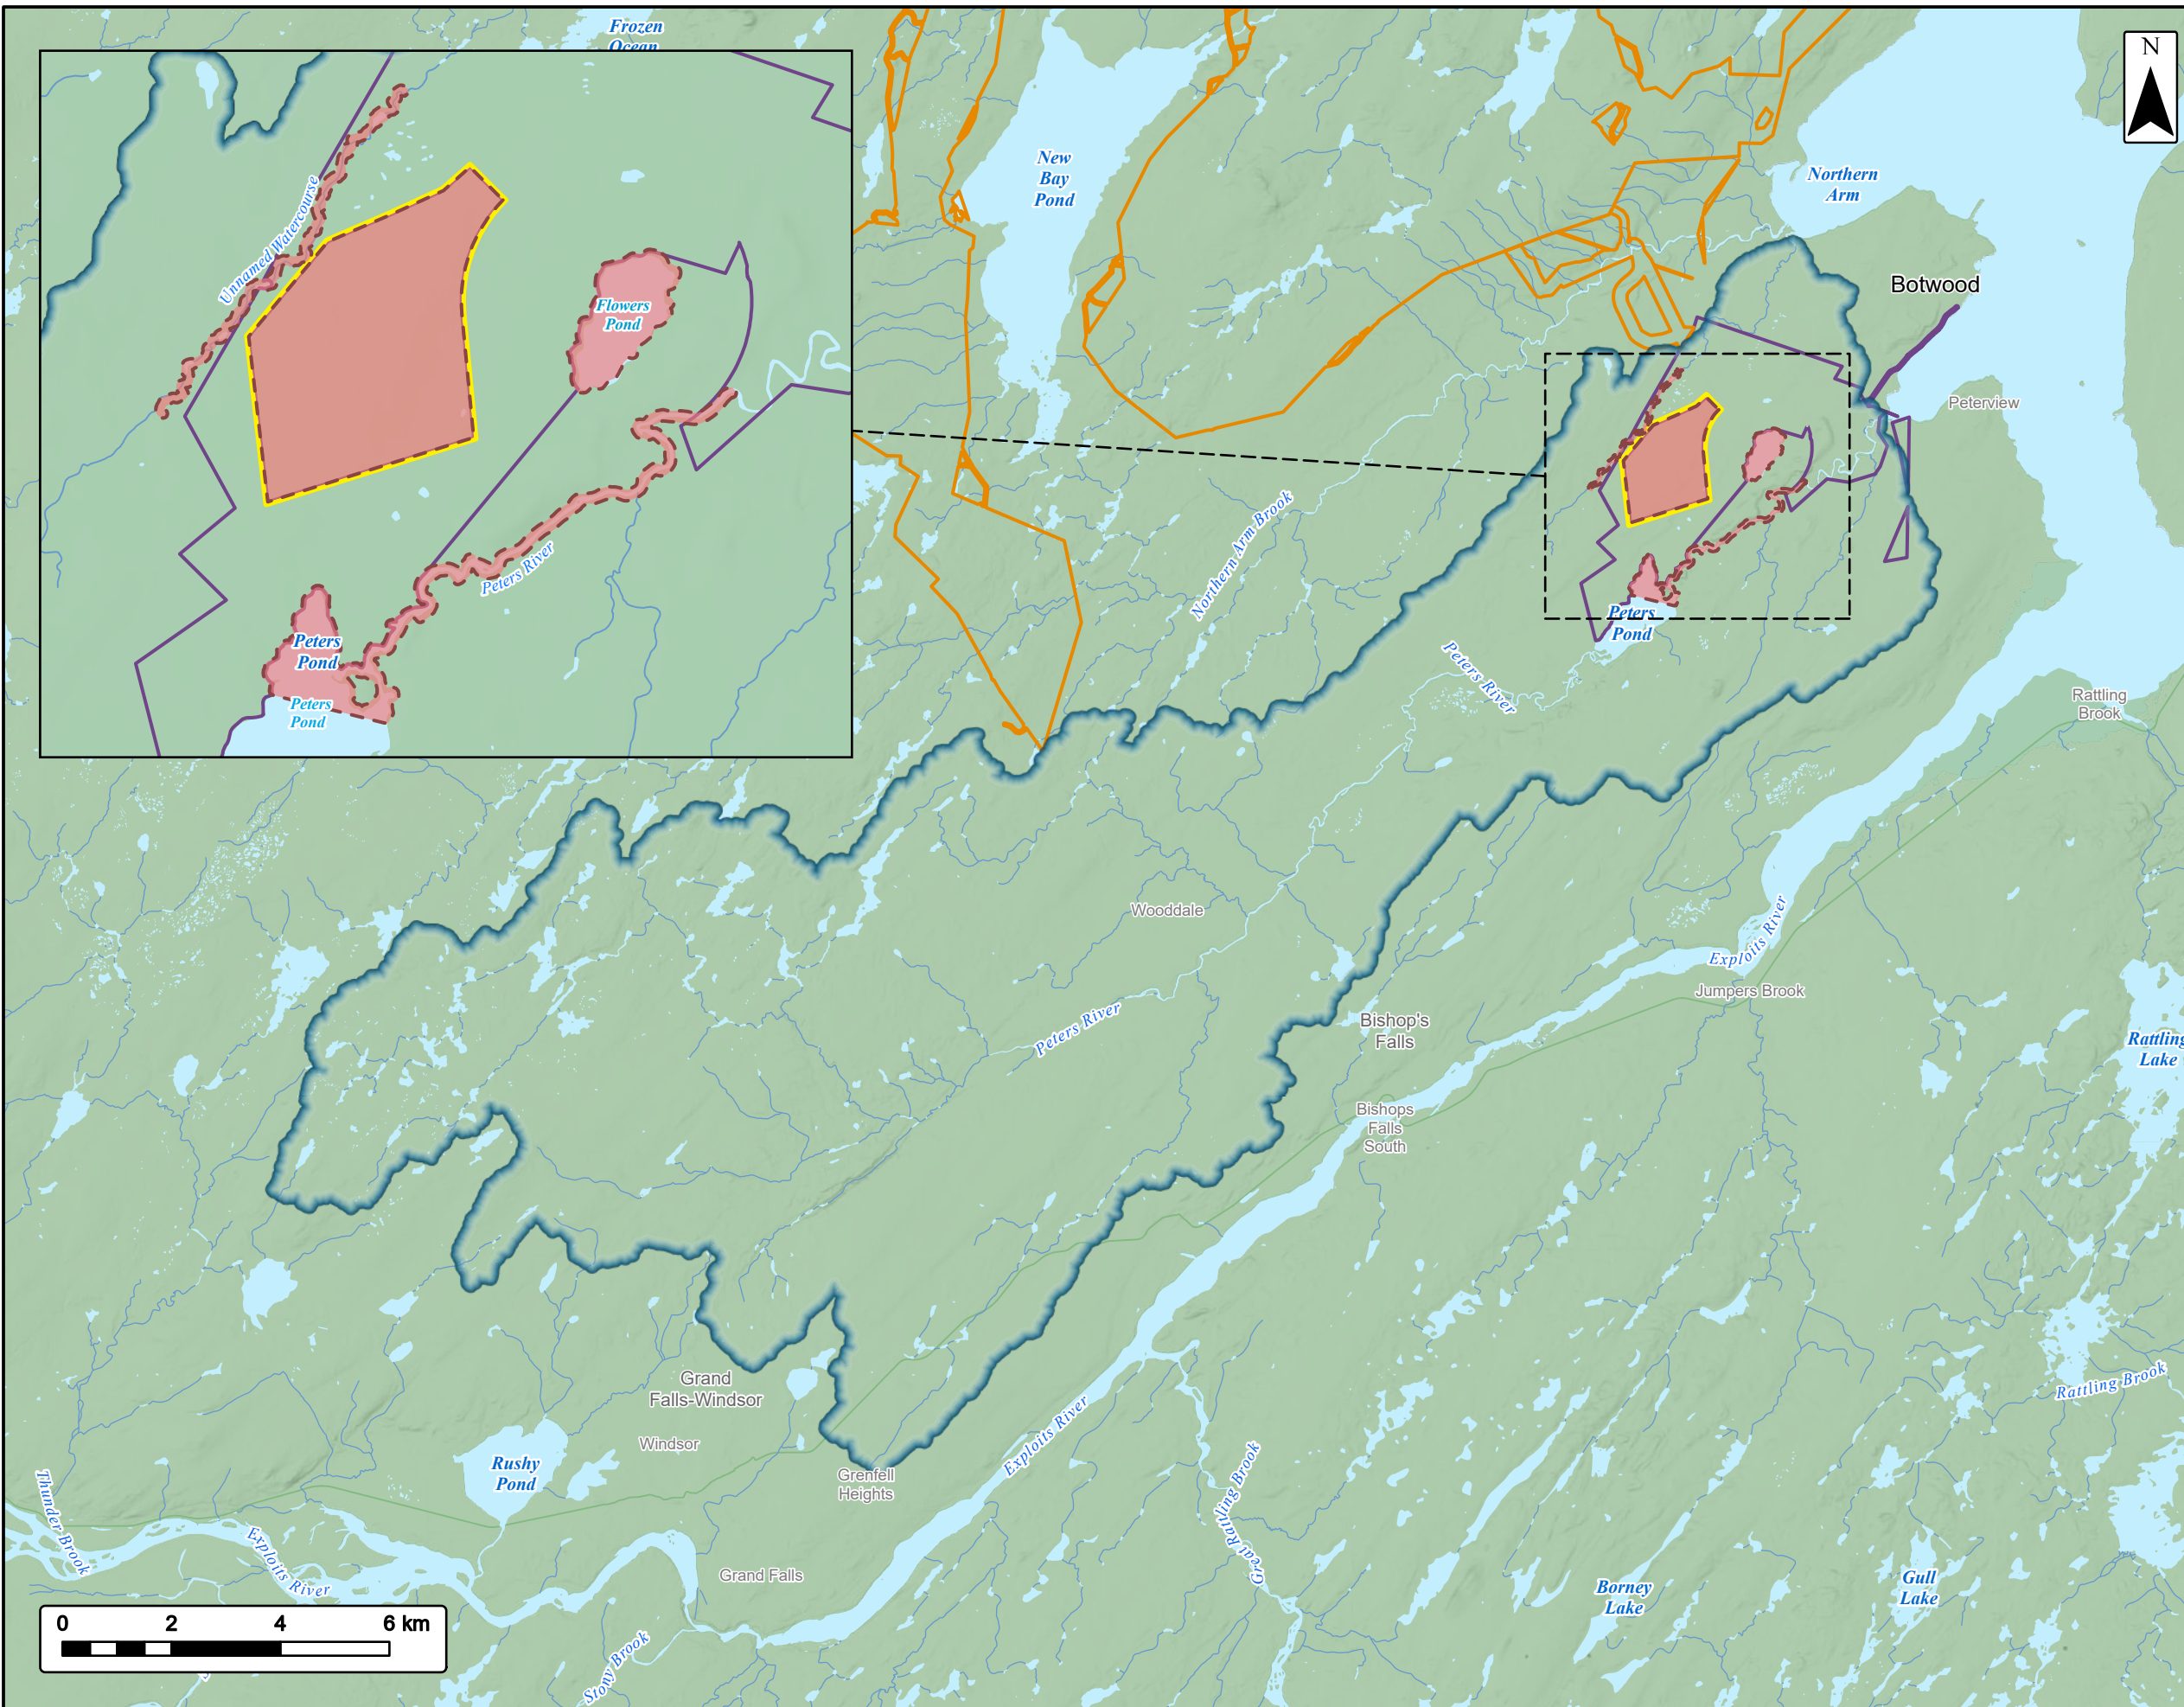 Frozen
Ocean
N
New
Bay
Pond
Northern
Arm
Unnamed Watercourse
Botwood
Flowers
Pond
Peterview
Northern Arm Brook
Peters River
Peters
Pond
Peters
Pond
Peters
Pond
Peters River
Rattling
Brook
Wooddale
Exploits River
Jumpers Brook
Peters River
Bishop's
Falls
Rattling
Lake
Bishops
Falls
South
Grand
Falls-Windsor
Rattling Brook
Windsor
Exploits River
Rushy
Pond
Grenfell
Heights
Thunder Brook
Exploits River
Great Rattling Brook
Grand Falls
Borney
Lake
Gull
Lake
0 2 4 6 km
Stony Brook